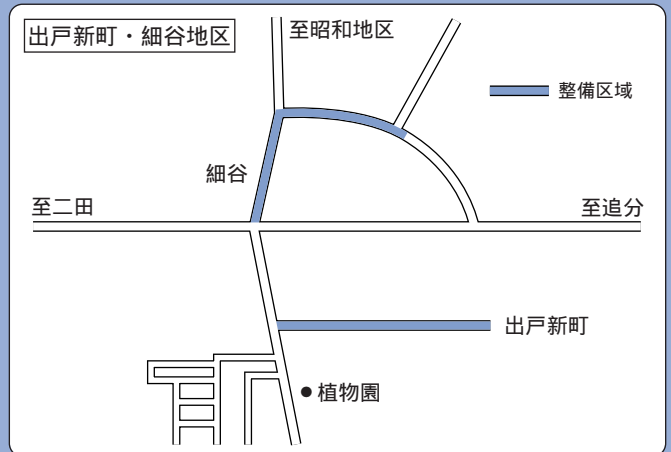 出戸新町・細谷地区
至昭和地区
整備区域
細谷
至二田
至追分
出戸新町
●植物園